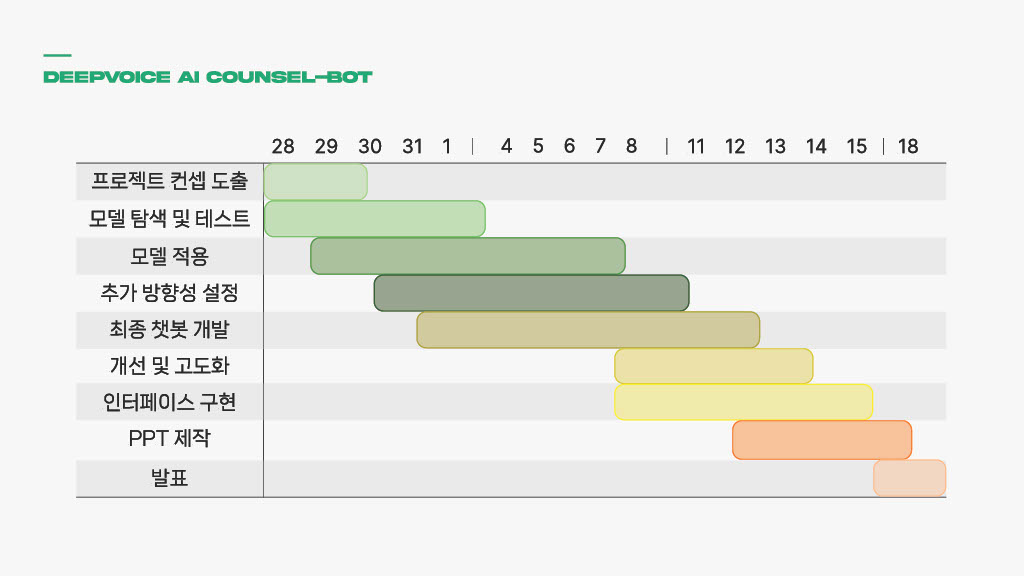 DEEPVOICE AI COUNSEL-BOT
28 29 30 31 1 | 4 5 6 7 8 | 11 12 13 14 15 | 18
프로젝트 컨셉 도출
모델 탐색 및 테스트
모델 적용
추가 방향성 설정
최종 챗봇 개발
개선 및 고도화
인터페이스 구현
PPT 제작
발표